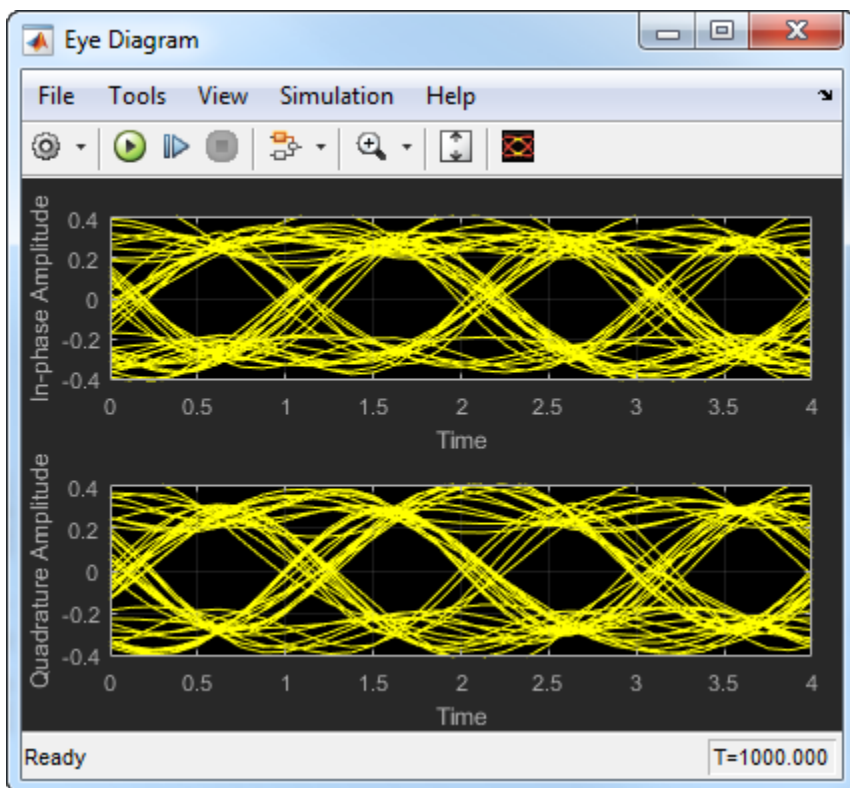 Eye Diagram
File Tools View Simulation Help
In-phase Amplitude
0.4
0.2
0
-0.2
-0.4
0 0.5 1 1.5 2 2.5 3 3.5 4
Time
Quadrature Amplitude
0.4
0.2
0
-0.2
-0.4
0 0.5 1 1.5 2 2.5 3 3.5 4
Time
Ready T=1000.000